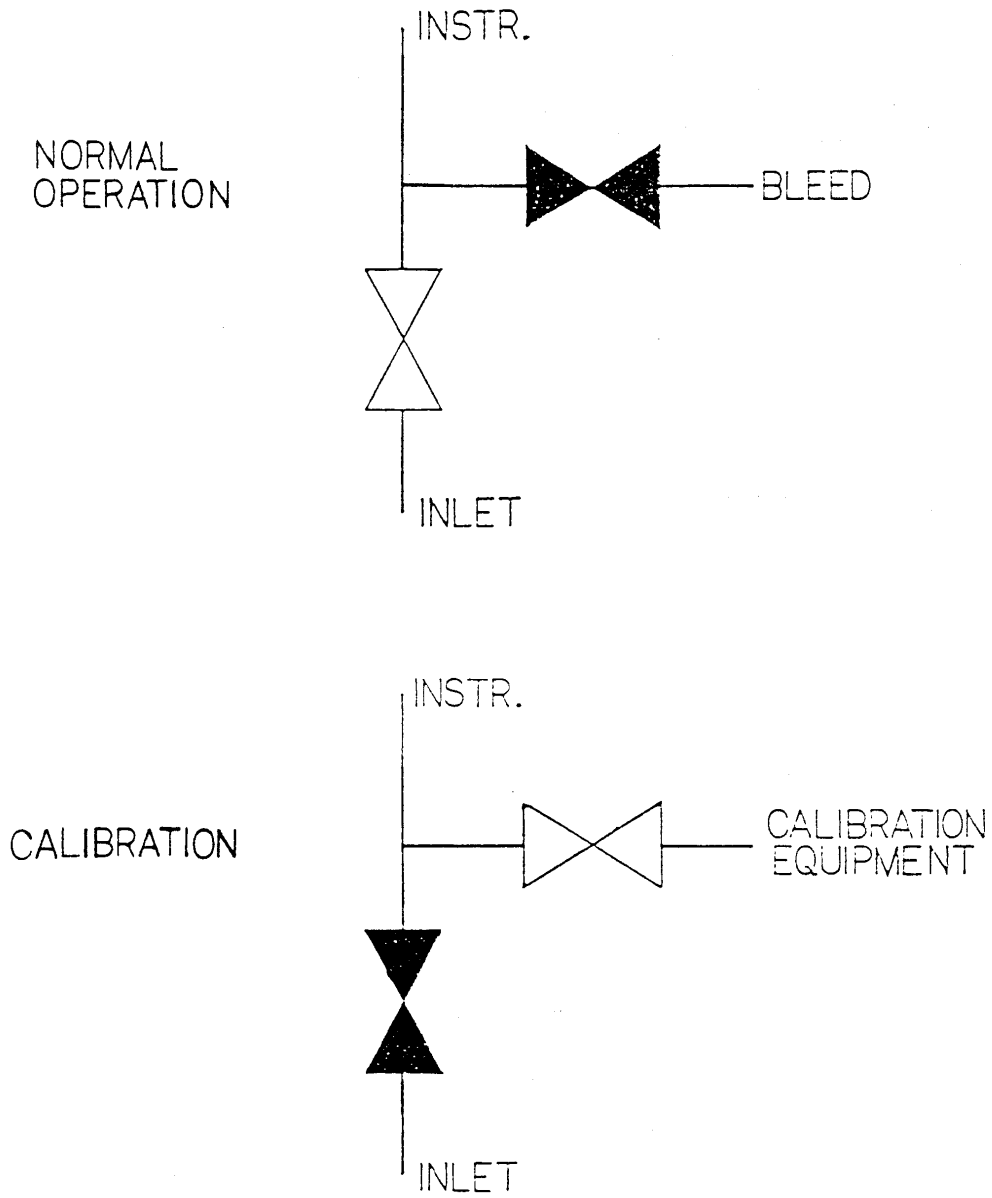 INSTR.
NORMAL
OPERATION
BLEED
INLET
INSTR.
CALIBRATION
CALIBRATION
EQUIPMENT
INLET